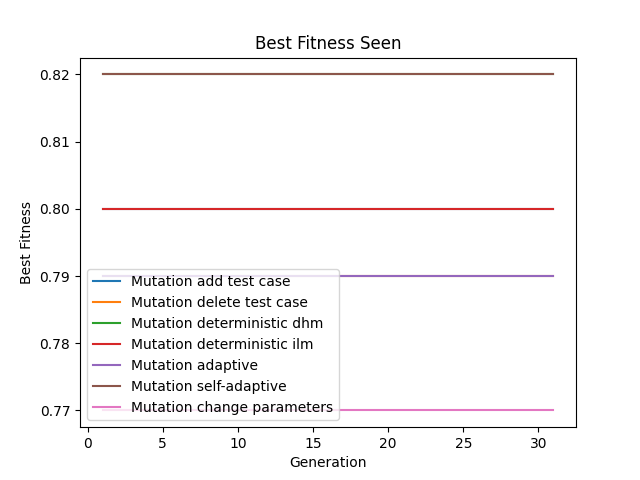 Best Fitness Seen
0.82
0.81
0.80
0.79
0.78
0.77
Best Fitness
Mutation add test case
Mutation delete test case
Mutation deterministic dhm
Mutation deterministic ilm
Mutation adaptive
Mutation self-adaptive
Mutation change parameters
0 5 10 15 20 25 30
Generation